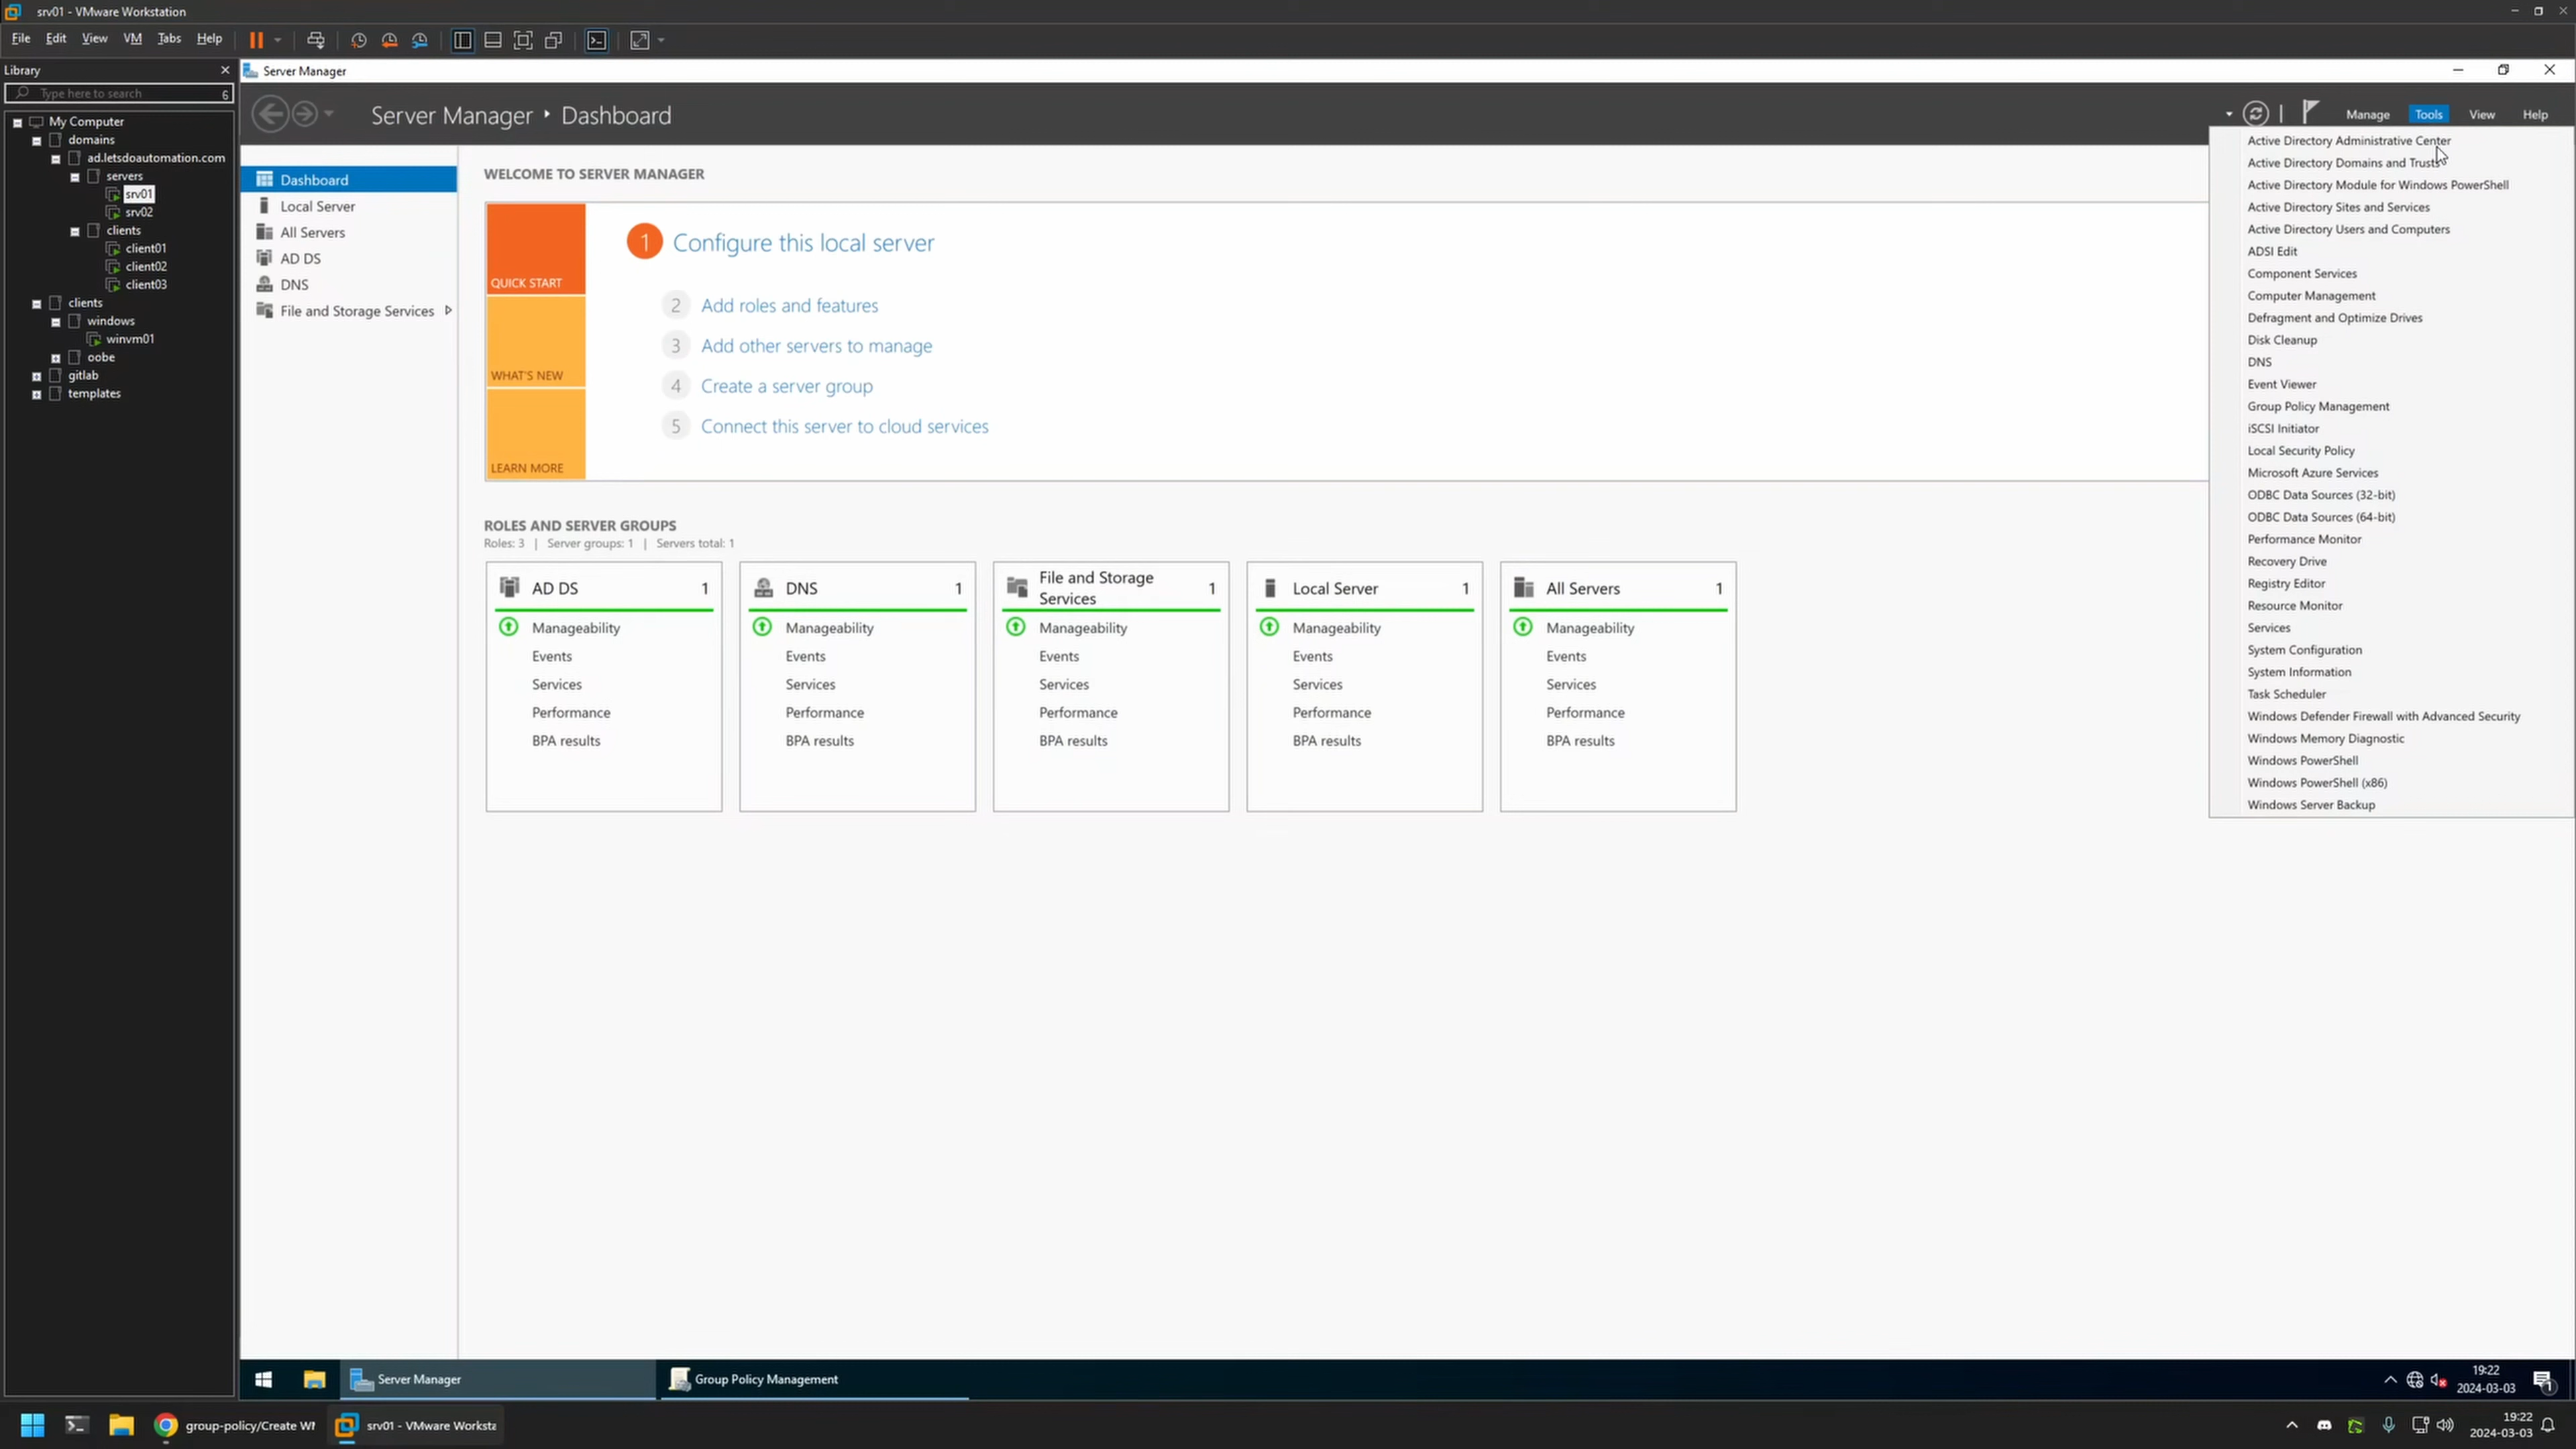 srv01 - VMware Workstation
File Edit View VM Tabs Help
Library
Type here to search 6
My Computer
domains
ad.letsdoautomation.com
servers
srv01
srv02
clients
client01
client02
client03
clients
windows
winvm01
oobe
gitlab
templates
Server Manager
Server Manager Dashboard
Manage Tools View Help
Dashboard
Local Server
All Servers
AD DS
DNS
File and Storage Services
WELCOME TO SERVER MANAGER
QUICK START
WHAT'S NEW
LEARN MORE
1 Configure this local server
2 Add roles and features
3 Add other servers to manage
4 Create a server group
5 Connect this server to cloud services
ROLES AND SERVER GROUPS
Roles: 3 | Server groups: 1 | Servers total: 1
AD DS 1
Manageability
Events
Services
Performance
BPA results
DNS 1
Manageability
Events
Services
Performance
BPA results
File and Storage
Services 1
Manageability
Events
Services
Performance
BPA results
Local Server 1
Manageability
Events
Services
Performance
BPA results
All Servers 1
Manageability
Events
Services
Performance
BPA results
Active Directory Administrative Center
Active Directory Domains and Trusts
Active Directory Module for Windows PowerShell
Active Directory Sites and Services
Active Directory Users and Computers
ADSI Edit
Component Services
Computer Management
Defragment and Optimize Drives
Disk Cleanup
DNS
Event Viewer
Group Policy Management
iSCSI Initiator
Local Security Policy
Microsoft Azure Services
ODBC Data Sources (32-bit)
ODBC Data Sources (64-bit)
Performance Monitor
Recovery Drive
Registry Editor
Resource Monitor
Services
System Configuration
System Information
Task Scheduler
Windows Defender Firewall with Advanced Security
Windows Memory Diagnostic
Windows PowerShell
Windows PowerShell (x86)
Windows Server Backup
Server Manager
Group Policy Management
19:22
2024-03-03
1
group-policy/Create WM
srv01 - VMware Worksta
19:22
2024-03-03